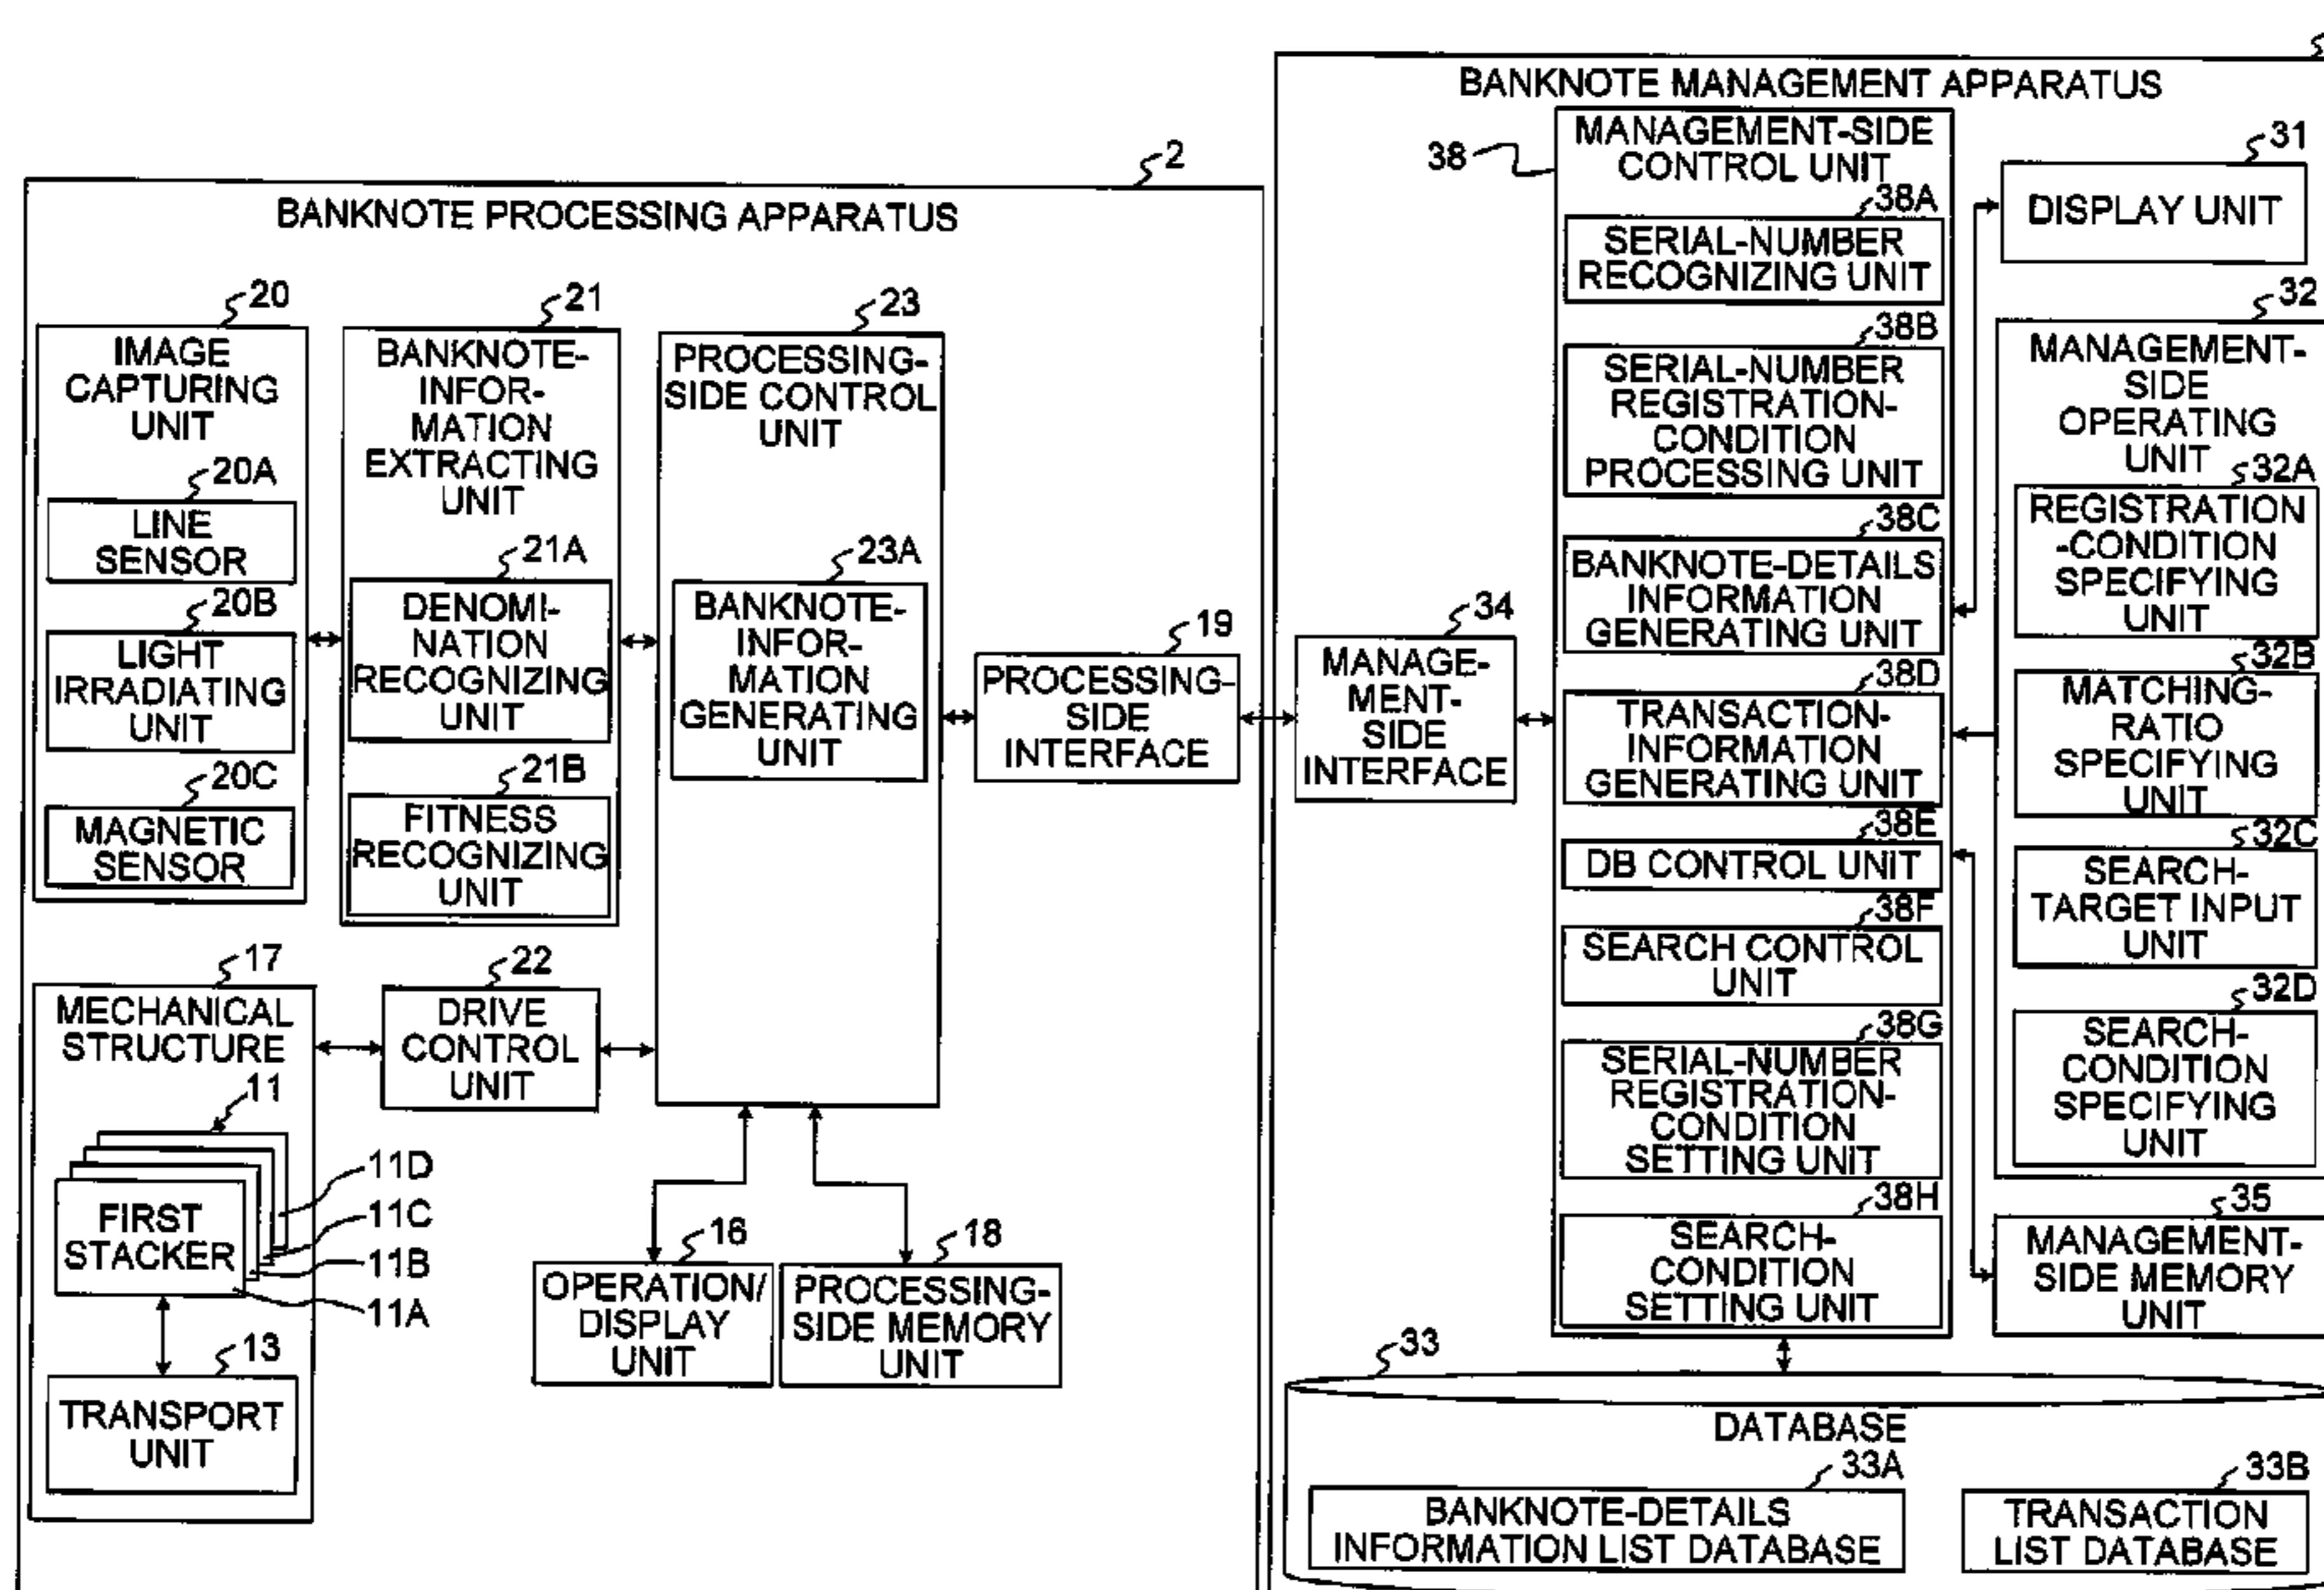 2
BANKNOTE PROCESSING APPARATUS
20
IMAGE
CAPTURING
UNIT
20A
LINE
SENSOR
20B
LIGHT
IRRADIATING
UNIT
20C
MAGNETIC
SENSOR
21
BANKNOTE-
INFOR-
MATION
EXTRACTING
UNIT
21A
DENOMI-
NATION
RECOGNIZING
UNIT
21B
FITNESS
RECOGNIZING
UNIT
23
PROCESSING-
SIDE CONTROL
UNIT
23A
BANKNOTE-
INFOR-
MATION
GENERATING
UNIT
19
PROCESSING-
SIDE
INTERFACE
17
MECHANICAL
STRUCTURE
11
FIRST
STACKER
11D
11C
11B
11A
13
TRANSPORT
UNIT
22
DRIVE
CONTROL
UNIT
16
OPERATION/
DISPLAY
UNIT
18
PROCESSING-
SIDE MEMORY
UNIT
BANKNOTE MANAGEMENT APPARATUS
34
MANAGE-
MENT-
SIDE
INTERFACE
38
MANAGEMENT-SIDE
CONTROL UNIT
38A
SERIAL-NUMBER
RECOGNIZING UNIT
38B
SERIAL-NUMBER
REGISTRATION-
CONDITION
PROCESSING UNIT
38C
BANKNOTE-DETAILS
INFORMATION
GENERATING UNIT
38D
TRANSACTION-
INFORMATION
GENERATING UNIT
38E
DB CONTROL UNIT
38F
SEARCH CONTROL
UNIT
38G
SERIAL-NUMBER
REGISTRATION-
CONDITION
SETTING UNIT
38H
SEARCH-
CONDITION
SETTING UNIT
31
DISPLAY UNIT
32
MANAGEMENT-
SIDE
OPERATING
UNIT
32A
REGISTRATION
-CONDITION
SPECIFYING
UNIT
32B
MATCHING-
RATIO
SPECIFYING
UNIT
32C
SEARCH-
TARGET INPUT
UNIT
32D
SEARCH-
CONDITION
SPECIFYING
UNIT
35
MANAGEMENT-
SIDE MEMORY
UNIT
33
DATABASE
33A
BANKNOTE-DETAILS
INFORMATION LIST DATABASE
33B
TRANSACTION
LIST DATABASE